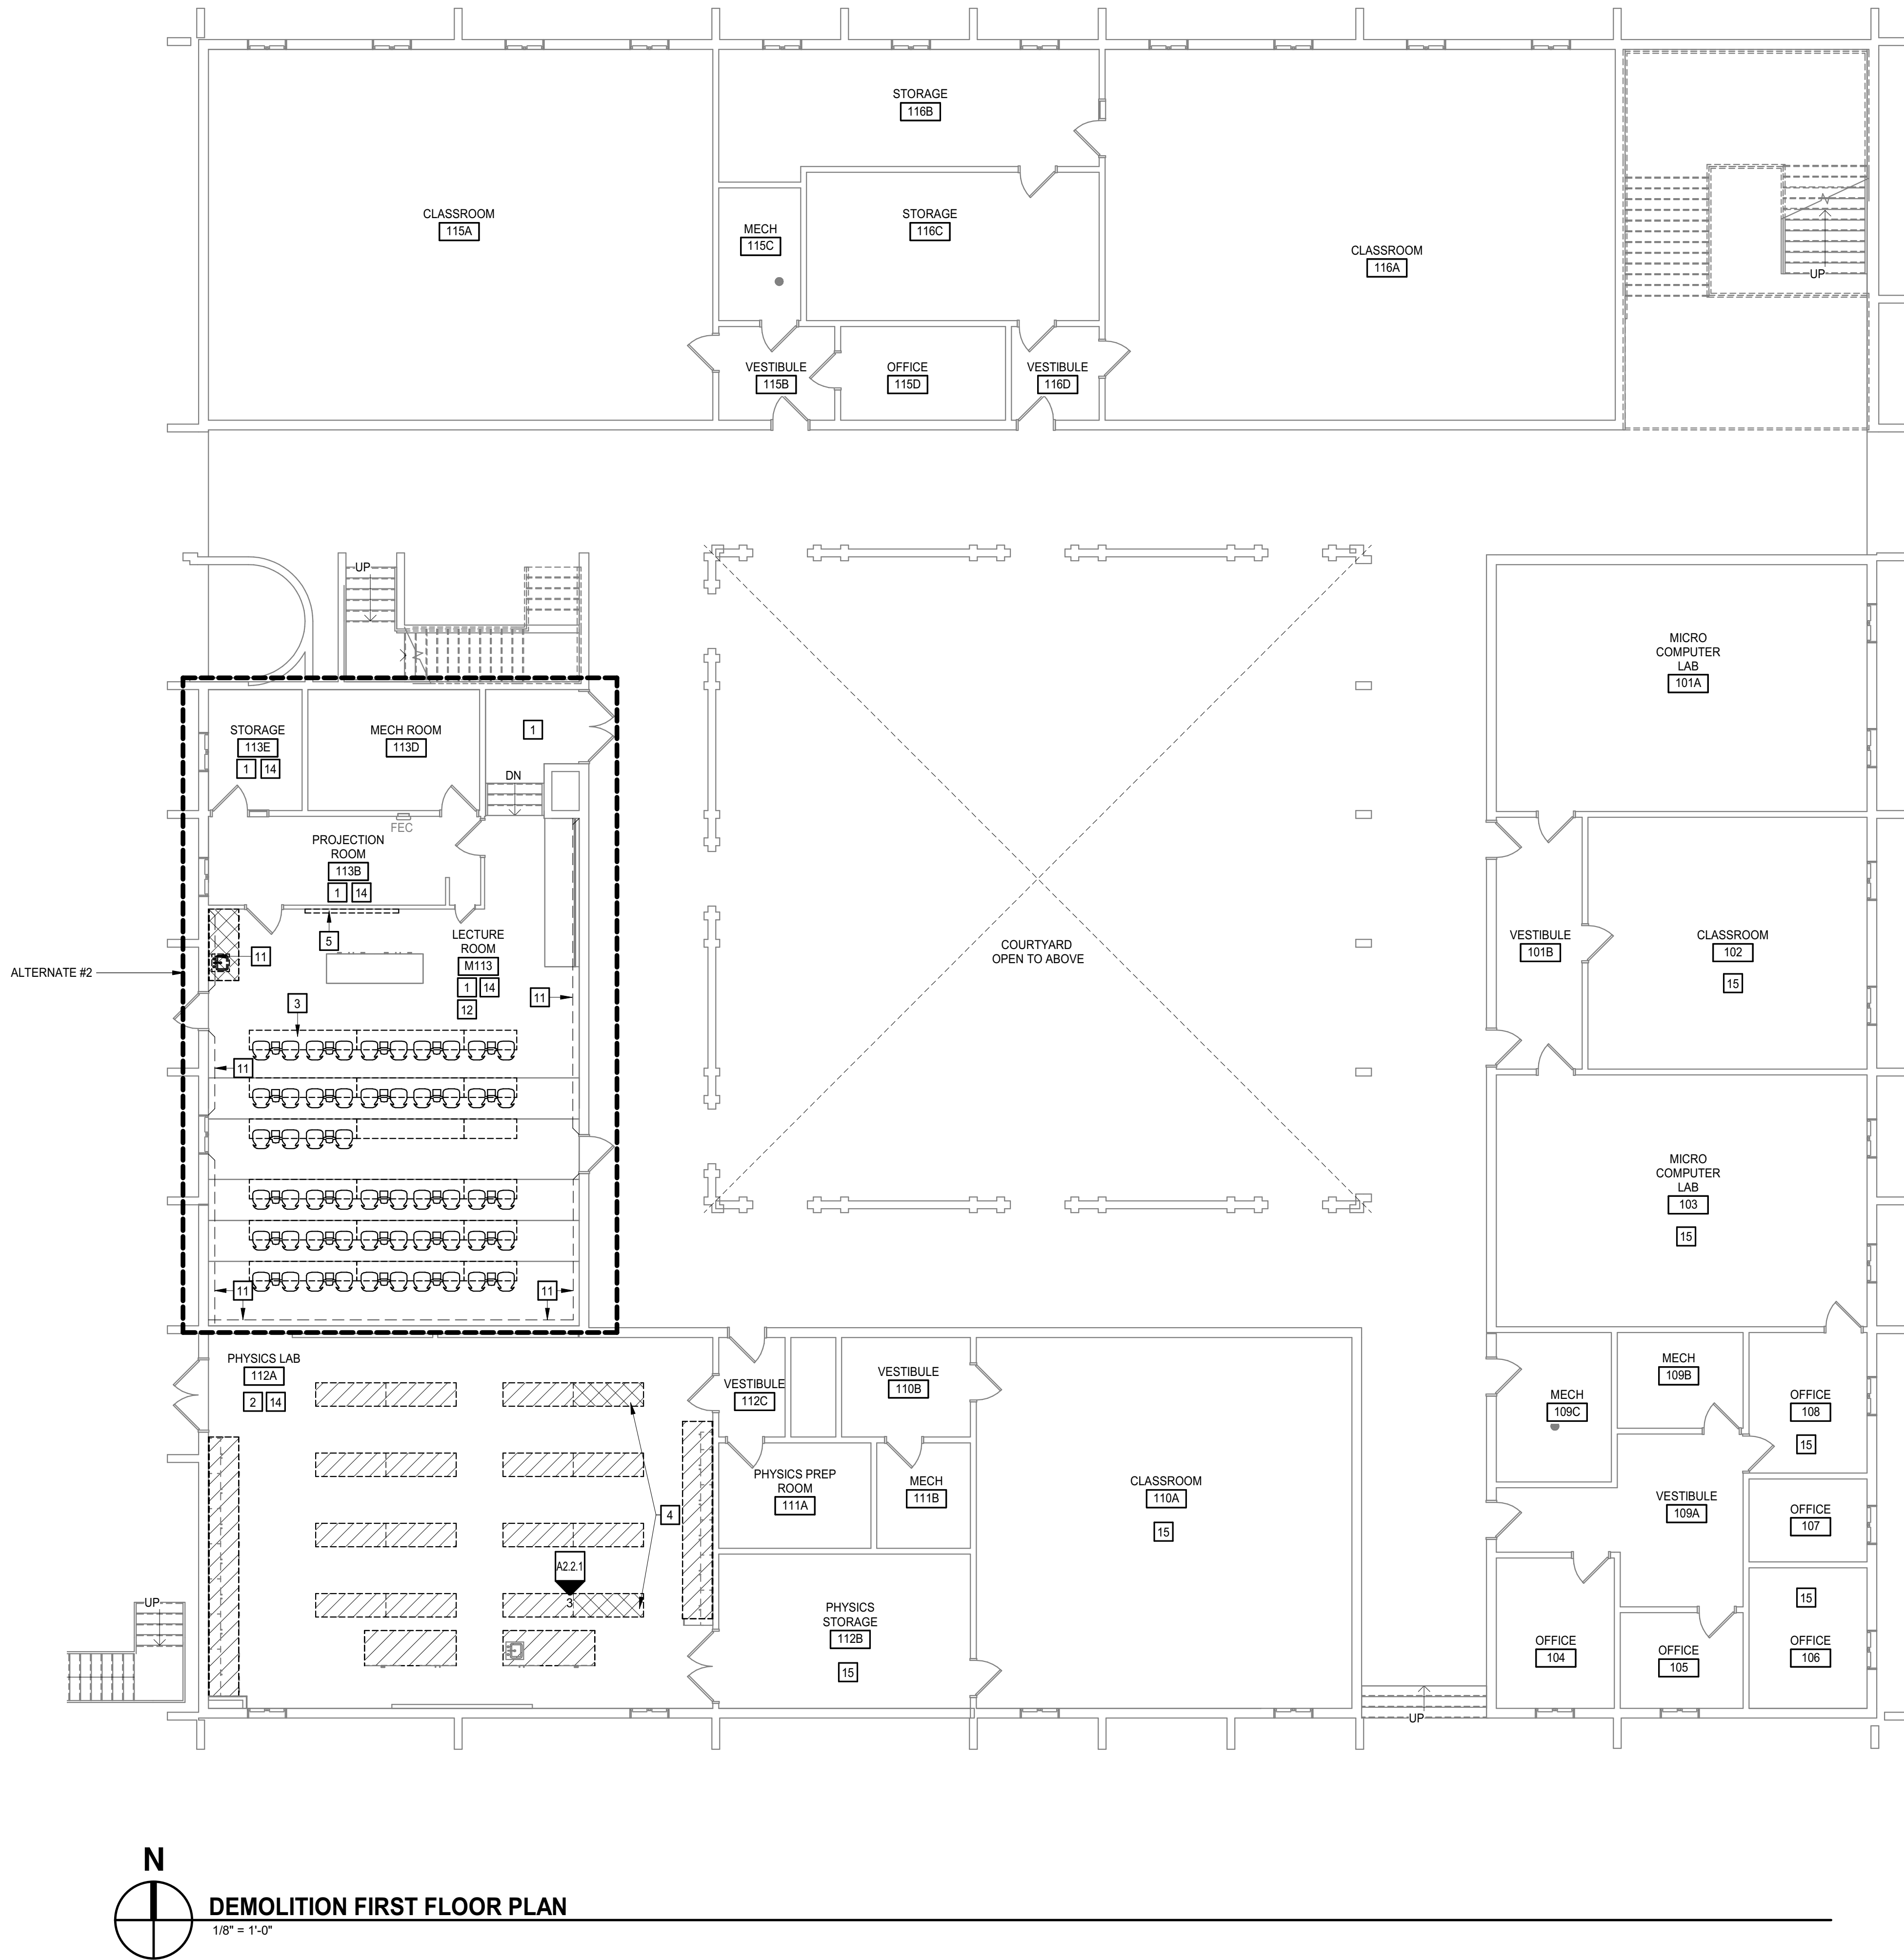 STORAGE
116B
CLASSROOM
115A
STORAGE
116C
MECH
115C
CLASSROOM
116A
UP
VESTIBULE
115B
OFFICE
115D
VESTIBULE
116D
UP
MICRO
COMPUTER
LAB
101A
STORAGE
113E
1 14
MECH ROOM
113D
1
DN
FEC
PROJECTION
ROOM
113B
1 14
5
LECTURE
ROOM
M113
1 14
12
11
ALTERNATE #2
3
11
11
COURTYARD
OPEN TO ABOVE
VESTIBULE
101B
CLASSROOM
102
15
MICRO
COMPUTER
LAB
103
15
11
11
PHYSICS LAB
112A
2 14
VESTIBULE
112C
VESTIBULE
110B
MECH
109C
MECH
109B
OFFICE
108
15
PHYSICS PREP
ROOM
111A
MECH
111B
CLASSROOM
110A
15
4
VESTIBULE
109A
OFFICE
107
A2.2.1
3
UP
PHYSICS
STORAGE
112B
15
OFFICE
104
OFFICE
105
15
OFFICE
106
UP
N
DEMOLITION FIRST FLOOR PLAN
1/8" = 1'-0"